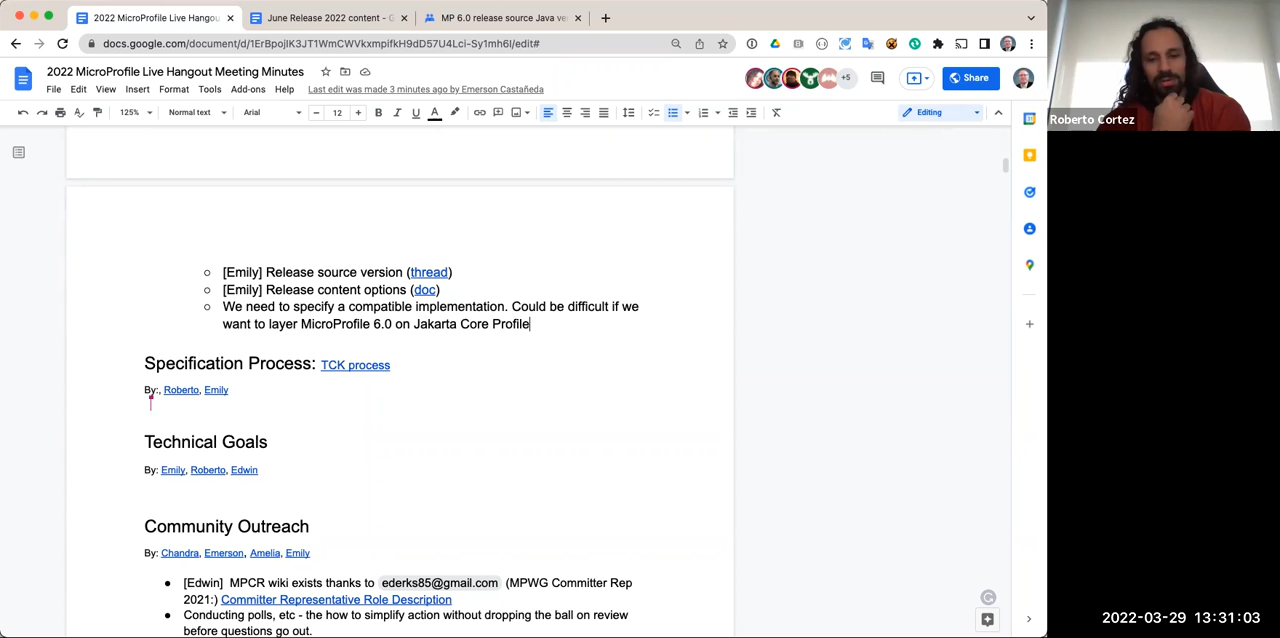 2022 MicroProfile Live Hangou
June Release 2022 content - G
MP 6.0 release source Java ve
docs.google.com/document/d/1ErBpojIK3JT1WmCWVkxmpifkH9dD57U4Lci-Sy1mh6I/edit#
2022 MicroProfile Live Hangout Meeting Minutes
File Edit View Insert Format Tools Add-ons Help Last edit was made 3 minutes ago by Emerson Castañeda
+5
Share
125% Normal text Arial 12 B I U A Editing
Roberto Cortez
[Emily] Release source version (thread)
[Emily] Release content options (doc)
We need to specify a compatible implementation. Could be difficult if we
want to layer MicroProfile 6.0 on Jakarta Core Profile
Specification Process: TCK process
By:, Roberto, Emily
Technical Goals
By: Emily, Roberto, Edwin
Community Outreach
By: Chandra, Emerson, Amelia, Emily
[Edwin] MPCR wiki exists thanks to ederks85@gmail.com (MPWG Committer Rep
2021:) Committer Representative Role Description
Conducting polls, etc - the how to simplify action without dropping the ball on review
before questions go out.
2022-03-29 13:31:03